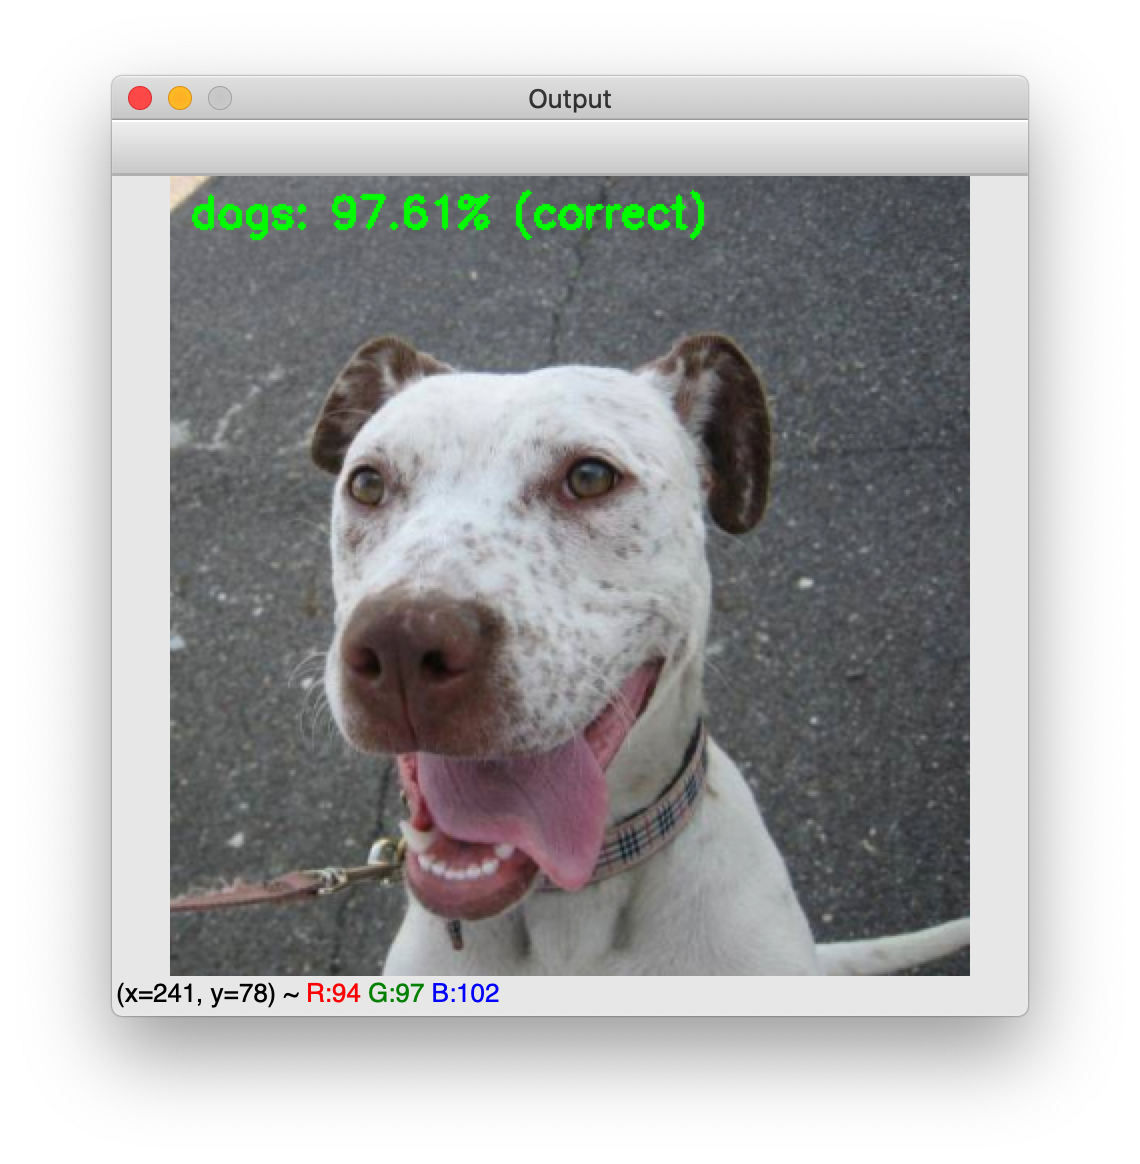 Output
dogs: 97.61% (correct)
(x=241, y=78) ~ R:94 G:97 B:102